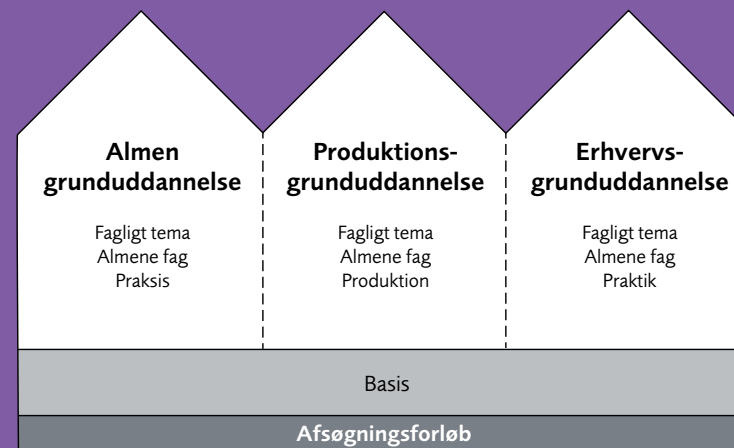 Almen
grunduddannelse
Fagligt tema
Almene fag
Praksis
Produktions-
grunduddannelse
Fagligt tema
Almene fag
Produktion
Erhvervs-
grunduddannelse
Fagligt tema
Almene fag
Praktik
Basis
Afsøgningsforløb